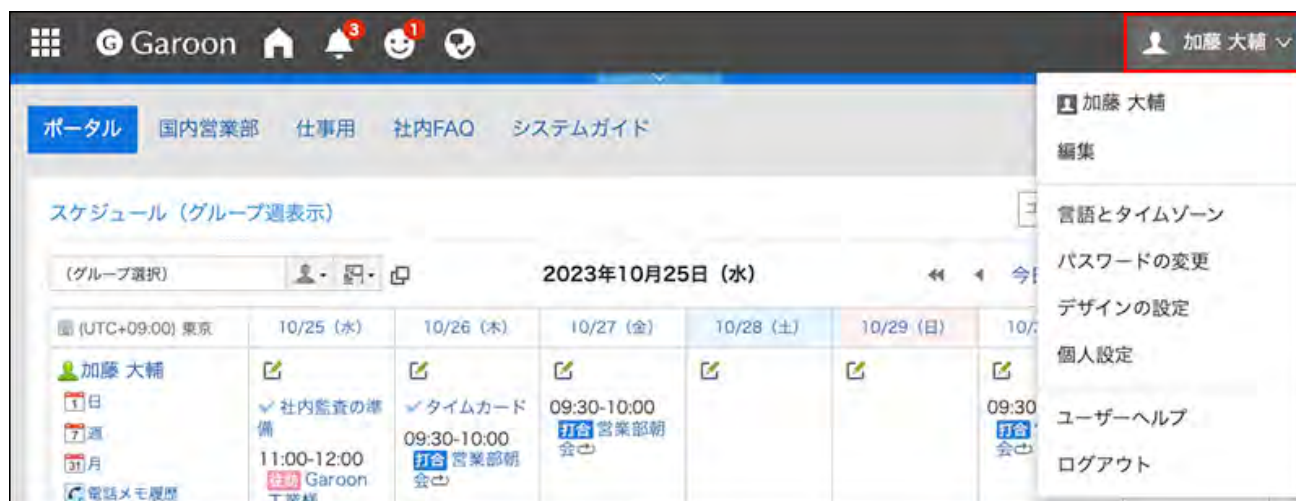 Garoon 3 1 加藤 大輔
加藤 大輔
編集
言語とタイムゾーン
パスワードの変更
デザインの設定
個人設定
ユーザーヘルプ
ログアウト
ポータル 国内営業部 仕事用 社内FAQ システムガイド
スケジュール（グループ週表示）
(グループ選択) 2023年10月25日（水）
(UTC+09:00) 東京 10/25（水） 10/26（木） 10/27（金） 10/28（土） 10/29（日）
加藤 大輔
1 日
7 週
31 月
電話メモ履歴
社内監査の準
備
11:00-12:00
往訪 Garoon
工業様
タイムカード
09:30-10:00
打合 営業部朝
会
09:30-10:00
打合 営業部朝
会
09:30
打合
会